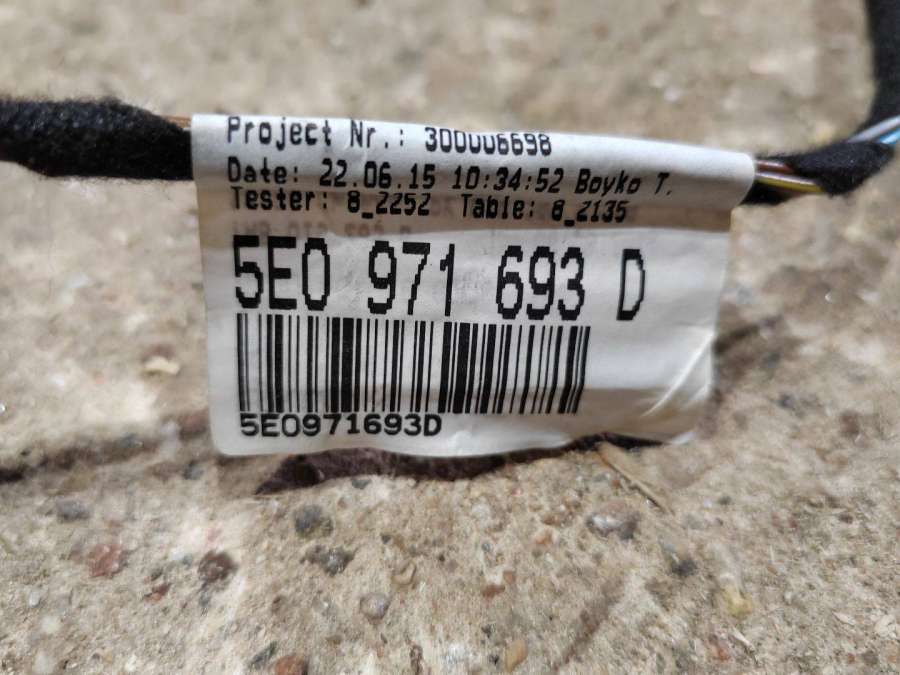 Project Nr.: 300006698
Date: 22.06.15 10:34:52 Boyko T.
Tester: 8_2252 Table: 8_2135
5E0 971 693 D
5E0971693D